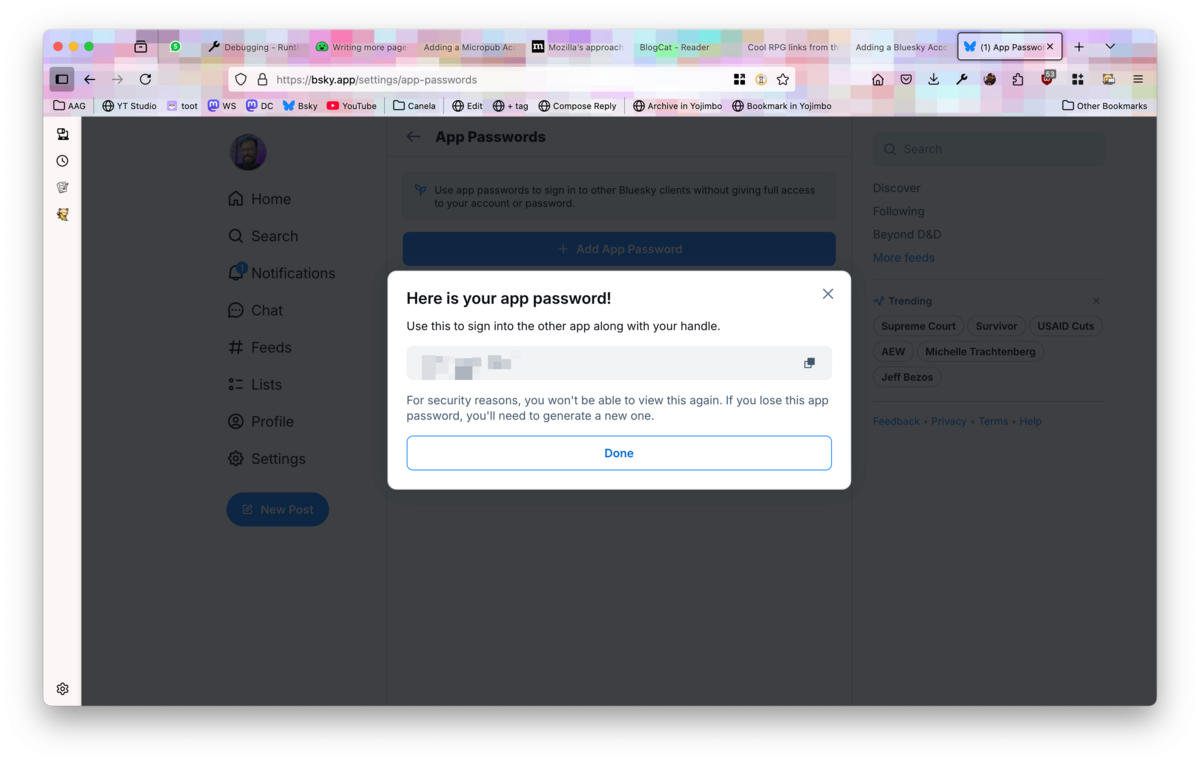 5
Debugging - Runti
Writing more page
Adding a Micropub Acc
m Mozilla's approach
BlogCat - Reader
Cool RPG links from th
Adding a Bluesky Acco
(1) App Passwo
https://bsky.app/settings/app-passwords
53
AAG
YT Studio
toot
WS
DC
Bsky
YouTube
Canela
Edit
+ tag
Compose Reply
Archive in Yojimbo
Bookmark in Yojimbo
Other Bookmarks
Home
Search
1
Notifications
Chat
Feeds
Lists
Profile
Settings
New Post
App Passwords
Use app passwords to sign in to other Bluesky clients without giving full access
to your account or password.
+ Add App Password
Here is your app password!
Use this to sign into the other app along with your handle.
For security reasons, you won't be able to view this again. If you lose this app
password, you'll need to generate a new one.
Done
Search
Discover
Following
Beyond D&D
More feeds
Trending
Supreme Court
Survivor
USAID Cuts
AEW
Michelle Trachtenberg
Jeff Bezos
Feedback • Privacy • Terms • Help